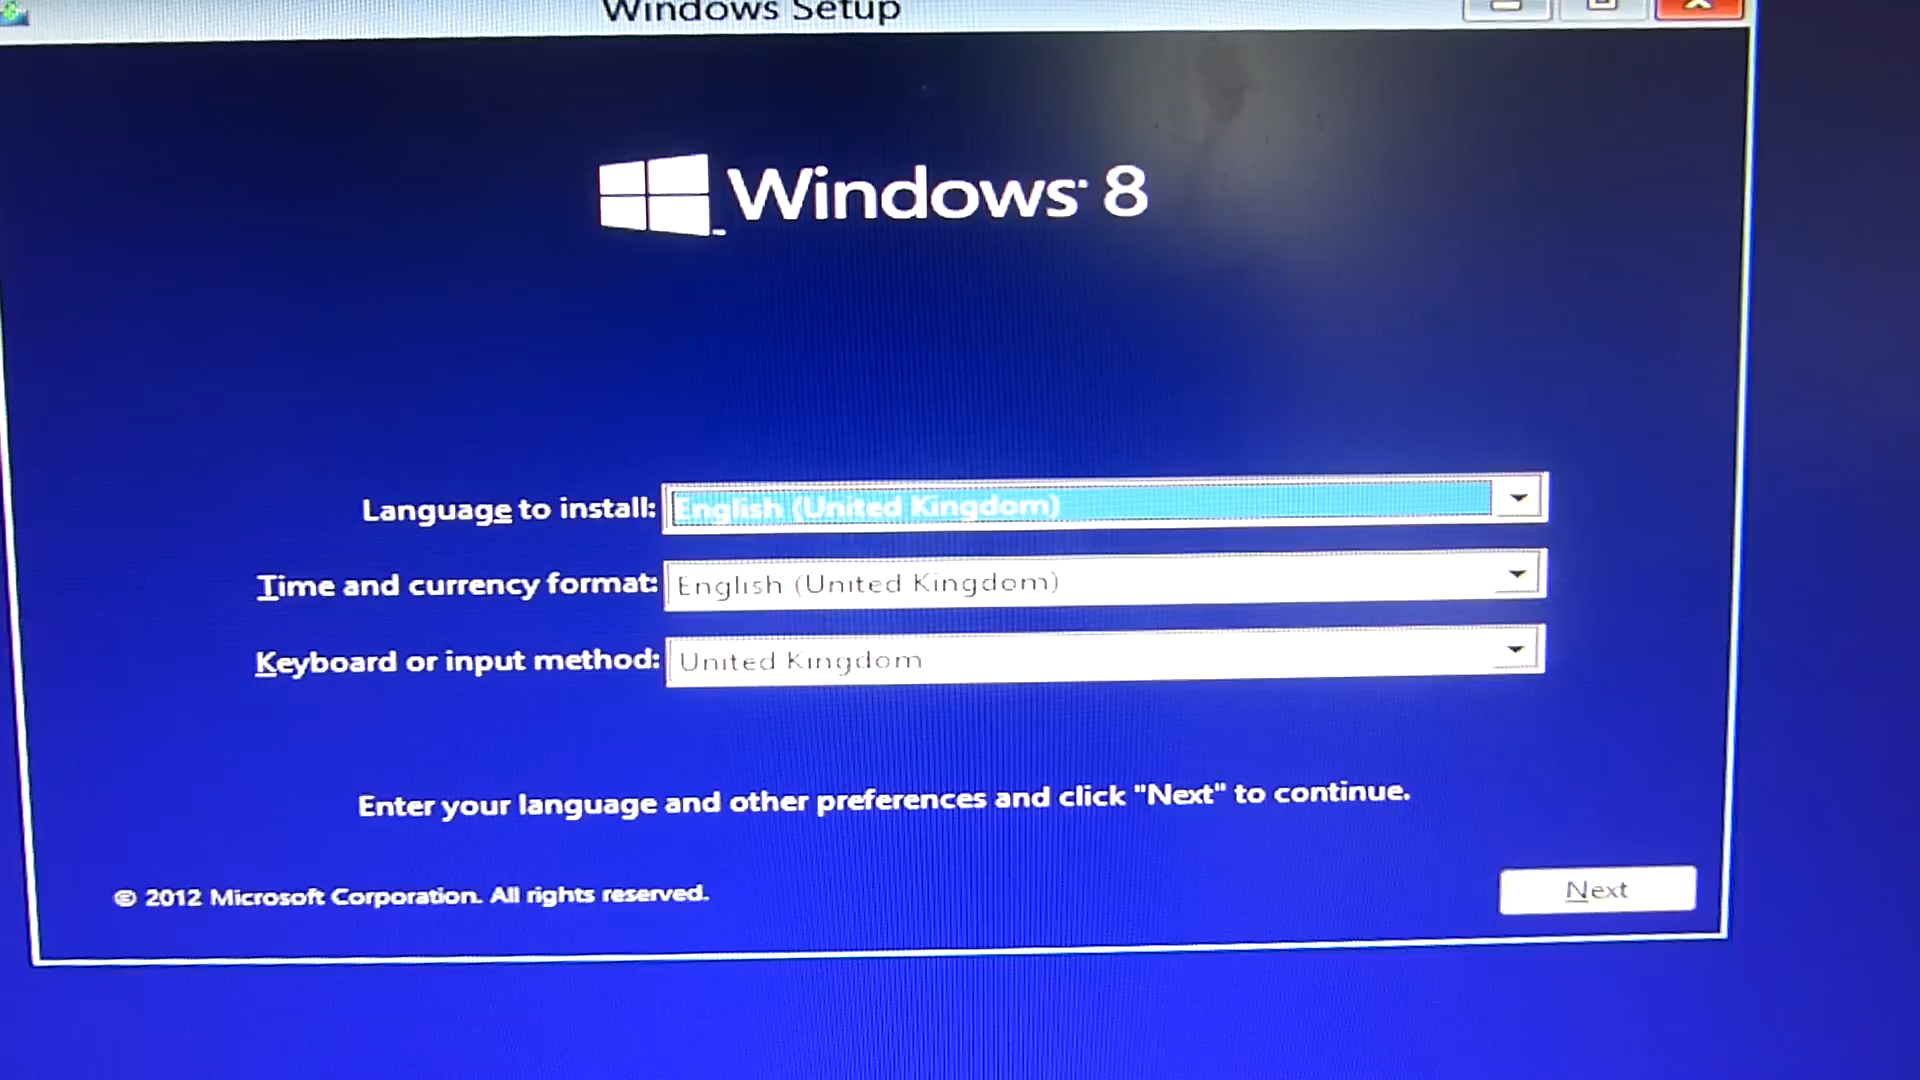 Windows Setup
Windows 8
Language to install: English (United Kingdom)
Time and currency format: English (United Kingdom)
Keyboard or input method: United Kingdom
Enter your language and other preferences and click "Next" to continue.
© 2012 Microsoft Corporation. All rights reserved.
Next